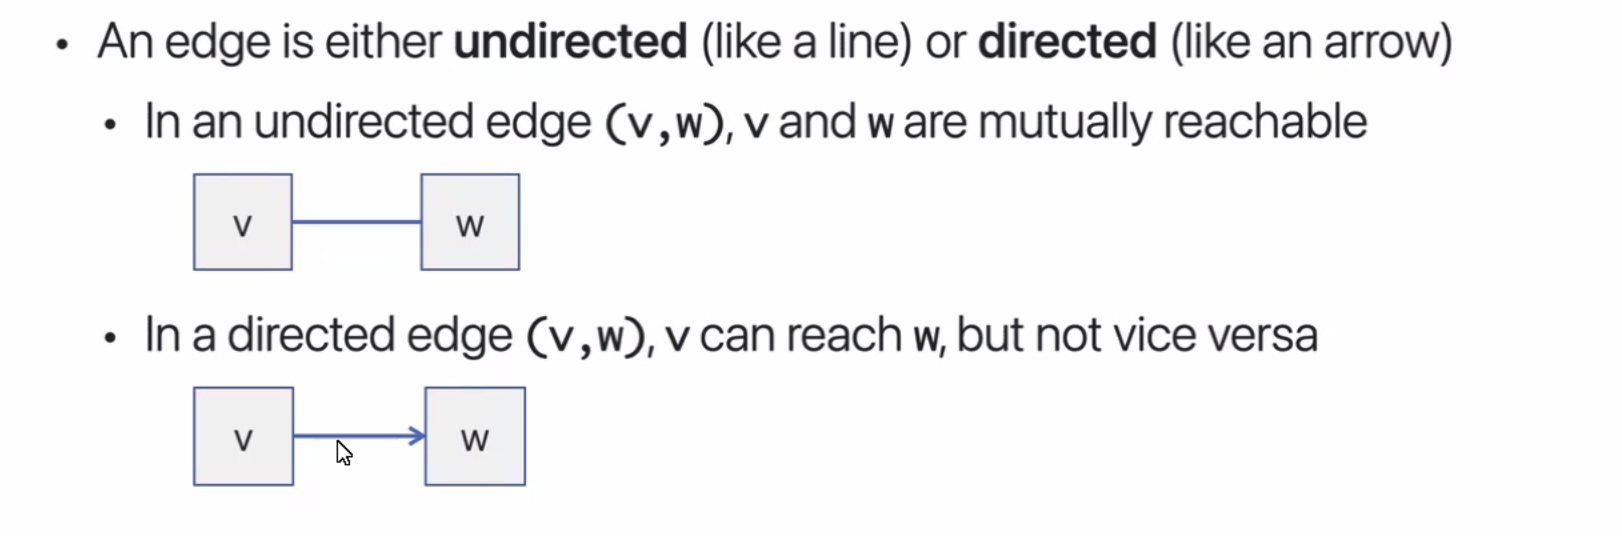 • An edge is either undirected (like a line) or directed (like an arrow)
• In an undirected edge (v,w), v and w are mutually reachable
v w
• In a directed edge (v,w), v can reach w, but not vice versa
v w